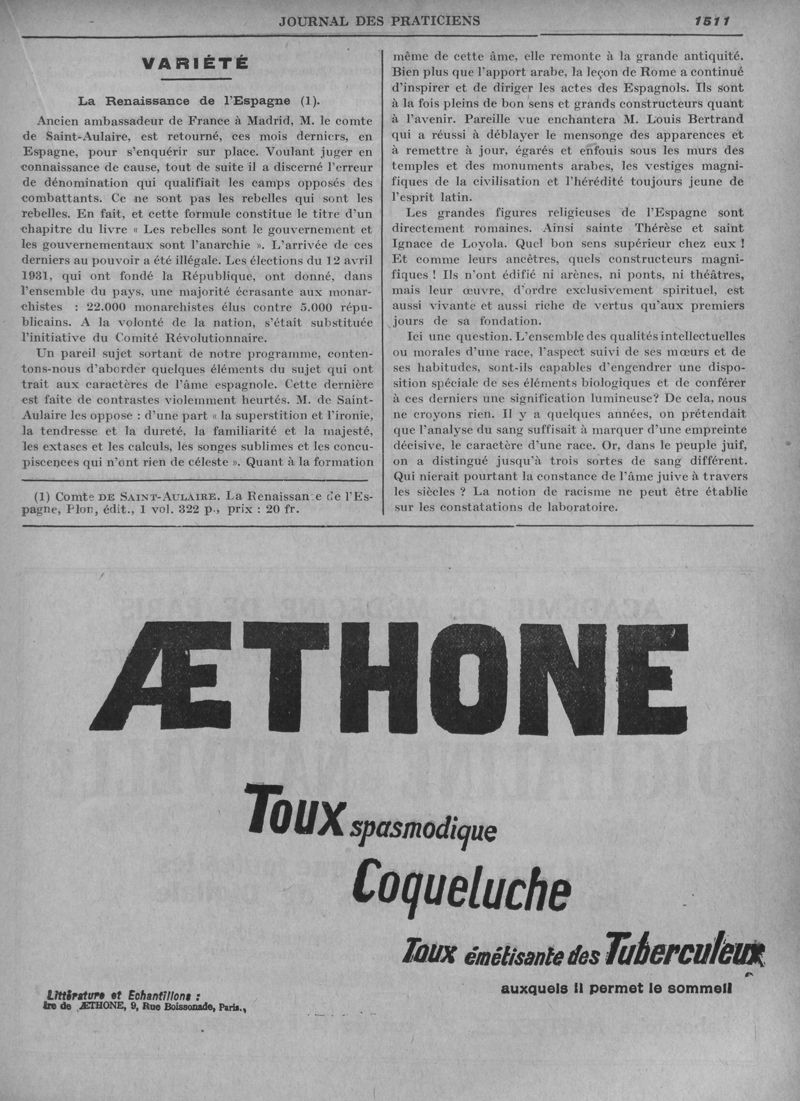 JOURNAL DES PRATICIENS 1511
VARIÉTÉ
La Renaissance de l'Espagne (1).
Ancien ambassadeur de France à Madrid, M. le comte
de Saint-Aulaire, est retourné, ces mois derniers, en
Espagne, pour s'enquérir sur place. Voulant juger en
connaissance de cause, tout de suite il a discerné l'erreur
de dénomination qui qualifiait les camps opposés des
combattants. Ce ne sont pas les rebelles qui sont les
rebelles. En fait, et cette formule constitue le titre d'un
chapitre du livre « Les rebelles sont le gouvernement et
les gouvernementaux sont l'anarchie ». L'arrivée de ces
derniers au pouvoir a été illégale. Les élections du 12 avril
1931, qui ont fondé la République, ont donné, dans
l'ensemble du pays, une majorité écrasante aux monar-
chistes : 22.000 monarchistes élus contre 5.000 répu-
blicains. A la volonté de la nation, s'était substituée
l'initiative du Comité Révolutionnaire.
Un pareil sujet sortant de notre programme, conten-
tons-nous d'aborder quelques éléments du sujet qui ont
trait aux caractères de l'âme espagnole. Cette dernière
est faite de contrastes violemment heurtés. M. de Saint-
Aulaire les oppose : d'une part « la superstition et l'ironie,
la tendresse et la dureté, la familiarité et la majesté,
les extases et les calculs, les songes sublimes et les concu-
piscences qui n'ont rien de céleste ». Quant à la formation
(1) Comte DE SAINT-AULAIRE. La Renaissance de l'Es-
pagne, Plon, édit., 1 vol. 322 p., prix : 20 fr.
même de cette âme, elle remonte à la grande antiquité.
Bien plus que l'apport arabe, la leçon de Rome a continué
d'inspirer et de diriger les actes des Espagnols. Ils sont
à la fois pleins de bon sens et grands constructeurs quant
à l'avenir. Pareille vue enchantera M. Louis Bertrand
qui a réussi à déblayer le mensonge des apparences et
à remettre à jour, égarés et enfouis sous les murs des
temples et des monuments arabes, les vestiges magni-
fiques de la civilisation et l'hérédité toujours jeune de
l'esprit latin.
Les grandes figures religieuses de l'Espagne sont
directement romaines. Ainsi sainte Thérèse et saint
Ignace de Loyola. Quel bon sens supérieur chez eux !
Et comme leurs ancêtres, quels constructeurs magni-
fiques ! Ils n'ont édifié ni arènes, ni ponts, ni théâtres,
mais leur œuvre, d'ordre exclusivement spirituel, est
aussi vivante et aussi riche de vertus qu'aux premiers
jours de sa fondation.
Ici une question. L'ensemble des qualités intellectuelles
ou morales d'une race, l'aspect suivi de ses mœurs et de
ses habitudes, sont-ils capables d'engendrer une dispo-
sition spéciale de ses éléments biologiques et de conférer
à ces derniers une signification lumineuse? De cela, nous
ne croyons rien. Il y a quelques années, on prétendait
que l'analyse du sang suffisait à marquer d'une empreinte
décisive, le caractère d'une race. Or, dans le peuple juif,
on a distingué jusqu'à trois sortes de sang différent.
Qui nierait pourtant la constance de l'âme juive à travers
les siècles ? La notion de racisme ne peut être établie
sur les constatations de laboratoire.
ÆTHONE
Toux spasmodique
Coqueluche
Toux émétisante des Tuberculeux
auxquels il permet le sommeil
Littérature et Echantillons :
tre de ÆTHONE, 9, Rue Boissonade, Paris.,